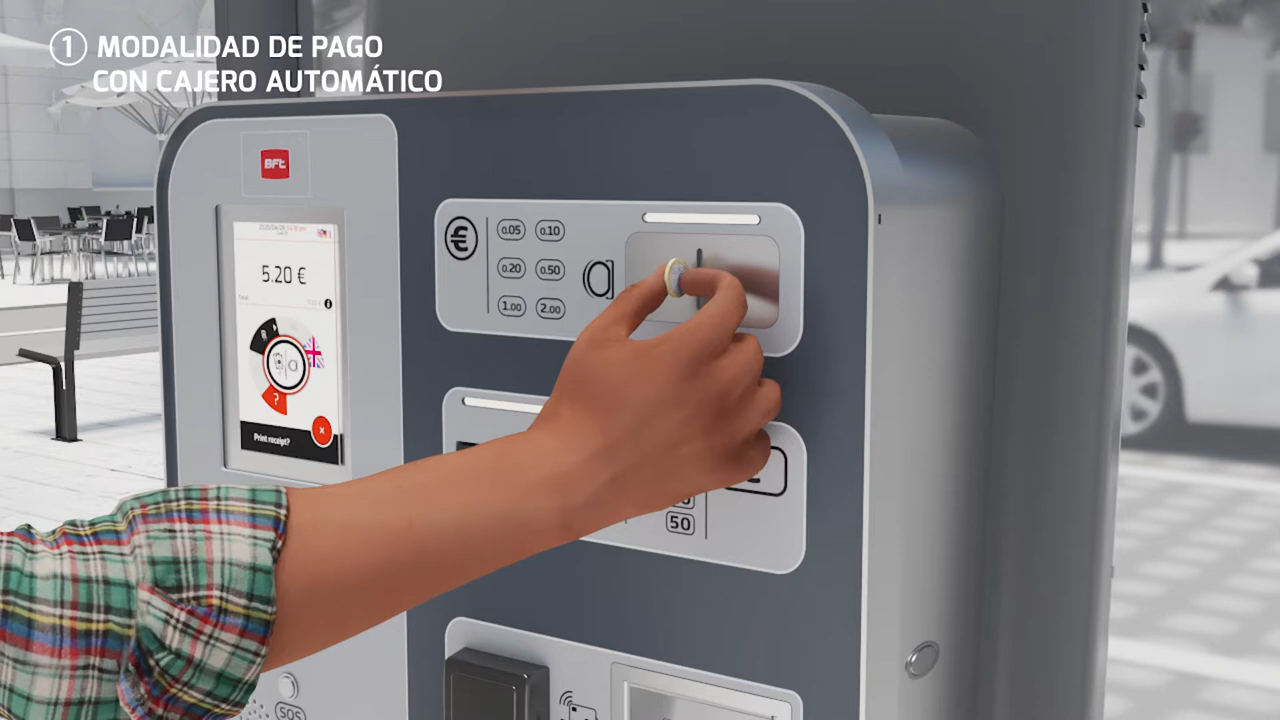 1 MODALIDAD DE PAGO
CON CAJERO AUTOMÁTICO
BFt
5.20 €
Total
Print receipt?
?
x
€
0.05 0.10
0.20 0.50
1.00 2.00
50
SOS